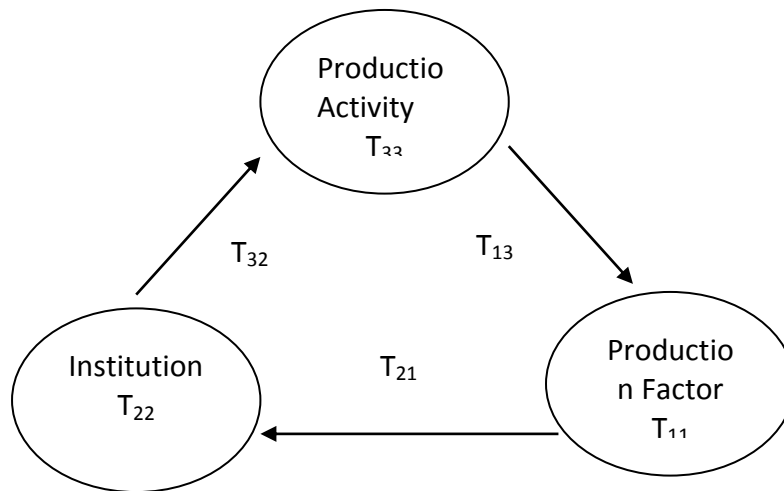 Productio
Activity
T₃₃
T₃₂
T₁₃
Institution
T₂₂
T₂₁
Productio
n Factor
T₁₁